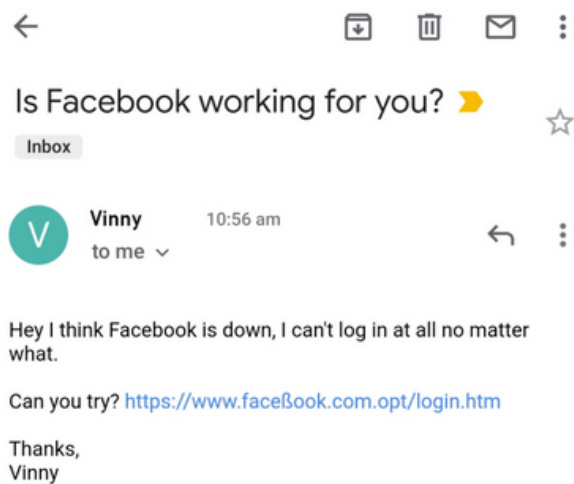 Is Facebook working for you?
Inbox
V
Vinny 10:56 am
to me
Hey I think Facebook is down, I can't log in at all no matter
what.
Can you try? https://www.faceßook.com.opt/login.htm
Thanks,
Vinny